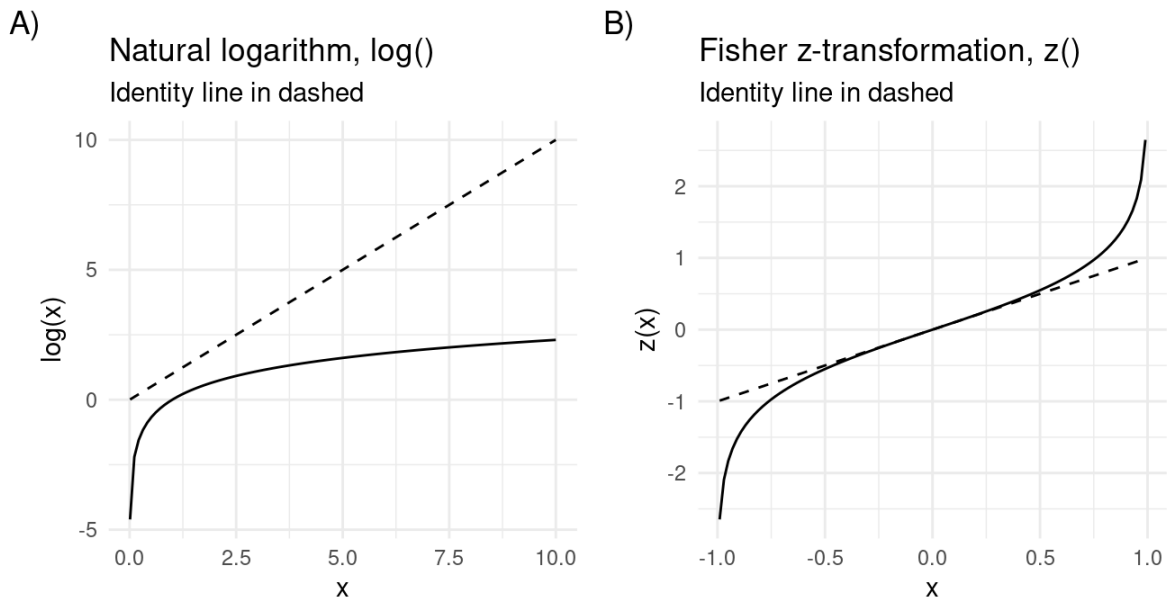 A)
Natural logarithm, log()
Identity line in dashed
10
5
0
-5
log(x)
0.0 2.5 5.0 7.5 10.0
x
B)
Fisher z-transformation, z()
Identity line in dashed
2
1
0
-1
-2
z(x)
-1.0 -0.5 0.0 0.5 1.0
x